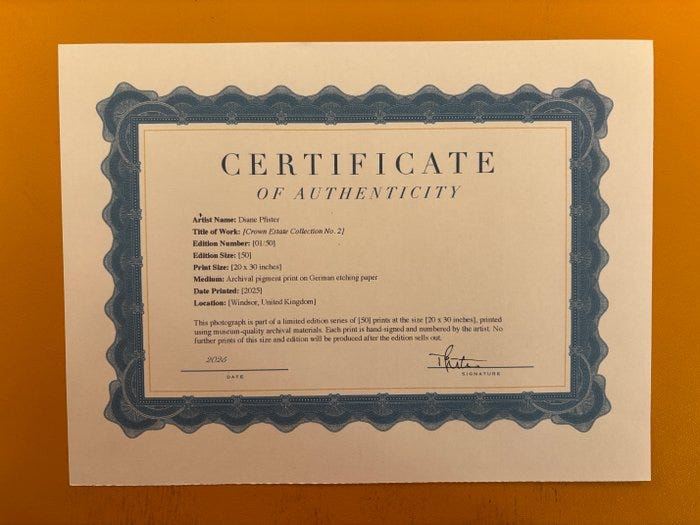 CERTIFICATE
OF AUTHENTICITY
Artist Name: Diane Pfister
Title of Work: [Crown Estate Collection No. 2]
Edition Number: [01/50]
Edition Size: [50]
Print Size: [20 x 30 inches]
Medium: Archival pigment print on German etching paper
Date Printed: [2025]
Location: [Windsor, United Kingdom]
This photograph is part of a limited edition series of [50] prints at the size [20 x 30 inches], printed
using museum-quality archival materials. Each print is hand-signed and numbered by the artist. No
further prints of this size and edition will be produced after the edition sells out.
2025
DATE
SIGNATURE